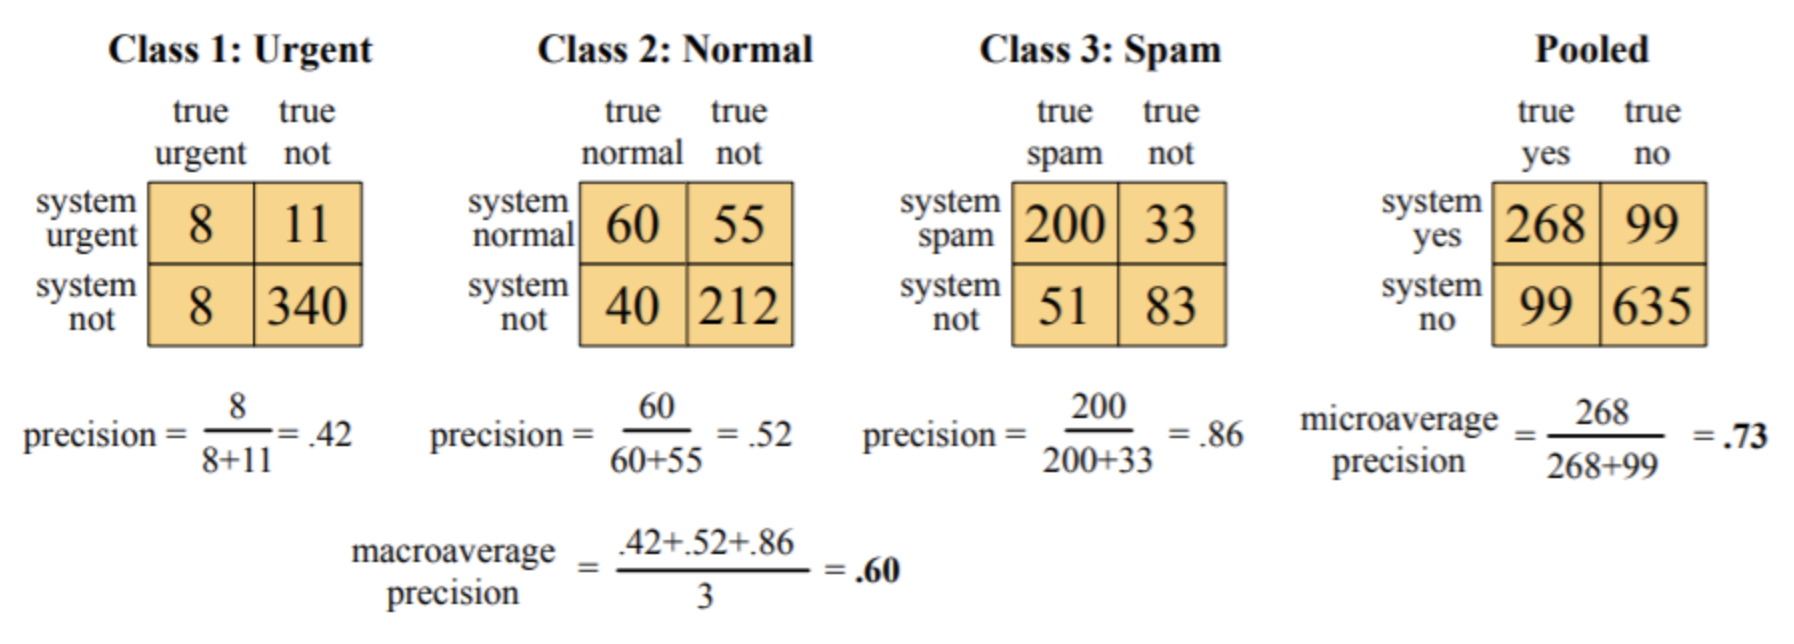 Class 1: Urgent Class 2: Normal Class 3: Spam Pooled
true true true true true true true true
urgent not normal not spam not yes no
system urgent 8 11 system normal 60 55 system spam 200 33 system yes 268 99
system not 8 340 system not 40 212 system not 51 83 system no 99 635
precision = 8 / 8+11 = .42 precision = 60 / 60+55 = .52 precision = 200 / 200+33 = .86 microaverage precision = 268 / 268+99 = .73
macroaverage precision = .42+.52+.86 / 3 = .60